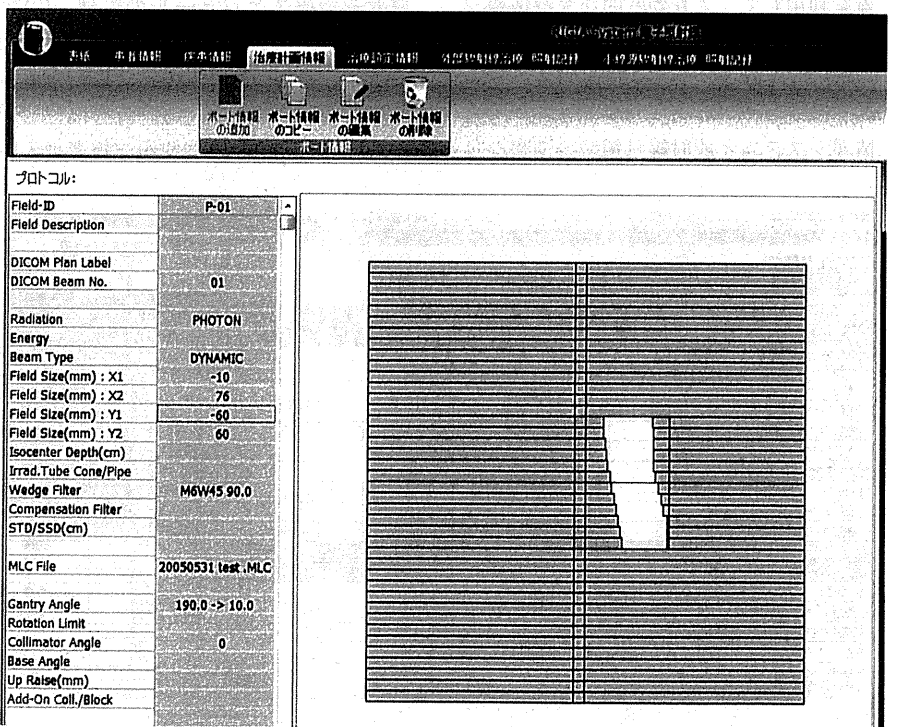 治療計画情報
ポート情報 ポート情報 ポート情報 ポート情報
の追加 のコピー の編集 の削除
ポート情報
プロトコル:
Field-ID P-01
Field Description
DICOM Plan Label
DICOM Beam No. 01
Radiation PHOTON
Energy
Beam Type DYNAMIC
Field Size(mm) : X1 -10
Field Size(mm) : X2 76
Field Size(mm) : Y1 -60
Field Size(mm) : Y2 60
Isocenter Depth(cm)
Irrad.Tube Cone/Pipe
Wedge Filter M6W45 90.0
Compensation Filter
STD/SSD(cm)
MLC File 20050531 test .MLC
Gantry Angle 190.0 -> 10.0
Rotation Limit
Collimator Angle 0
Base Angle
Up Raise(mm)
Add-On Coll./Block